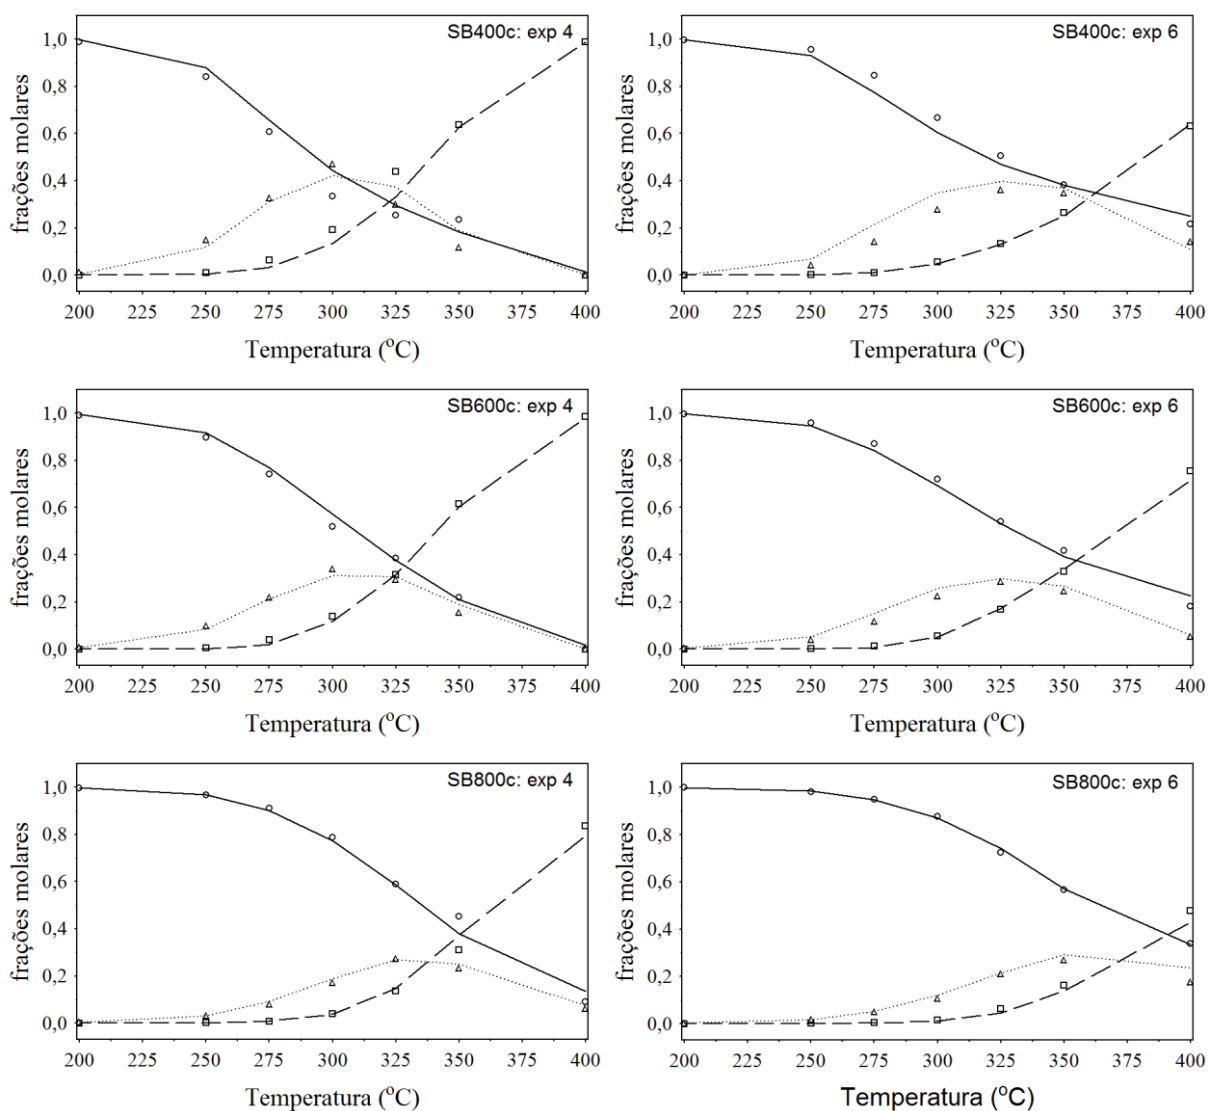 SB400c: exp 4
frações molares
1,0
0,8
0,6
0,4
0,2
0,0
200 225 250 275 300 325 350 375 400
Temperatura (°C)
SB400c: exp 6
frações molares
1,0
0,8
0,6
0,4
0,2
0,0
200 225 250 275 300 325 350 375 400
Temperatura (°C)
SB600c: exp 4
frações molares
1,0
0,8
0,6
0,4
0,2
0,0
200 225 250 275 300 325 350 375 400
Temperatura (°C)
SB600c: exp 6
frações molares
1,0
0,8
0,6
0,4
0,2
0,0
200 225 250 275 300 325 350 375 400
Temperatura (°C)
SB800c: exp 4
frações molares
1,0
0,8
0,6
0,4
0,2
0,0
200 225 250 275 300 325 350 375 400
Temperatura (°C)
SB800c: exp 6
frações molares
1,0
0,8
0,6
0,4
0,2
0,0
200 225 250 275 300 325 350 375 400
Temperatura (°C)